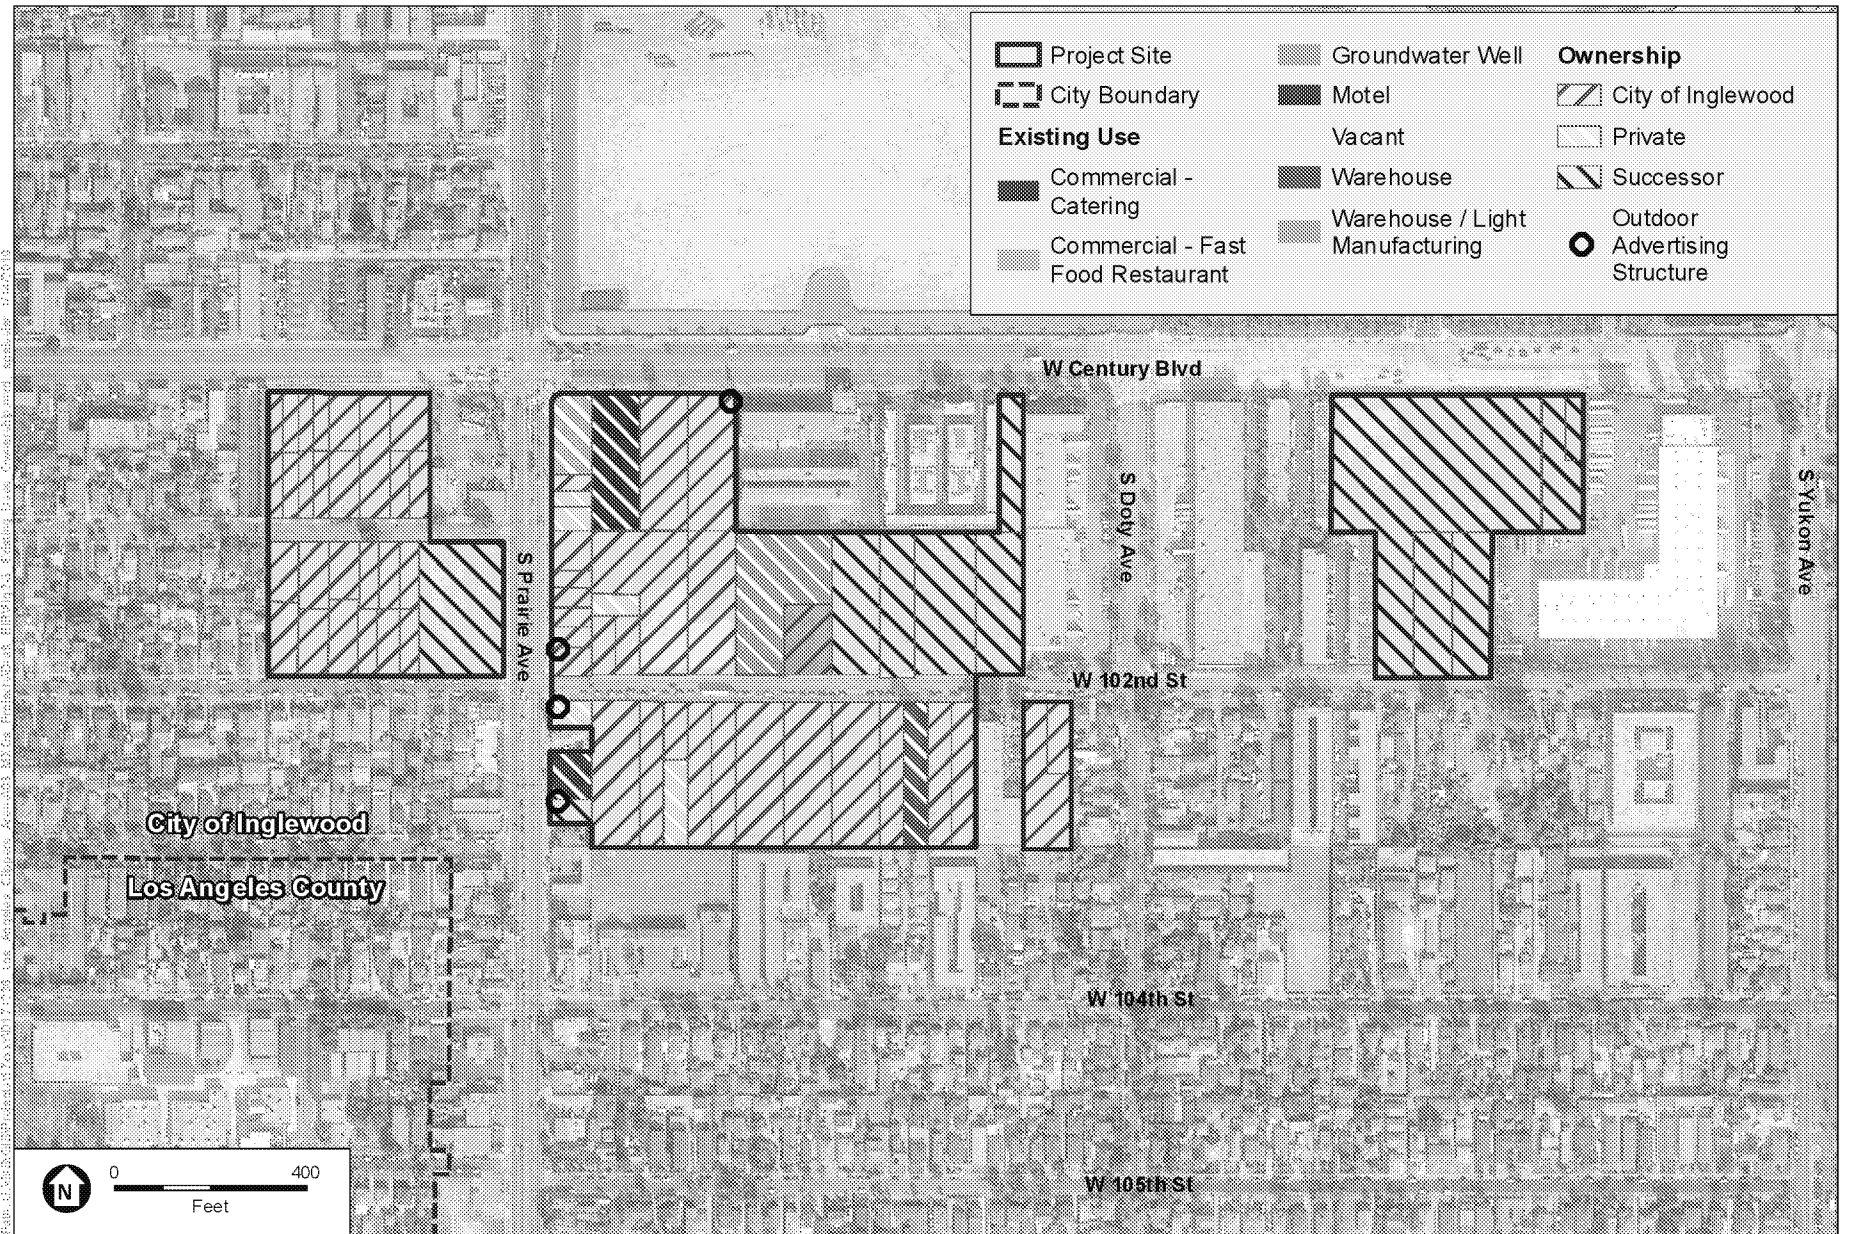 Project Site
City Boundary
Existing Use
Commercial -
Catering
Commercial - Fast
Food Restaurant
Groundwater Well
Motel
Vacant
Warehouse
Warehouse / Light
Manufacturing
Ownership
City of Inglewood
Private
Successor
Outdoor
Advertising
Structure
W Century Blvd
S Prairie Ave
S Doty Ave
S Yukon Ave
W 102nd St
City of Inglewood
Los Angeles County
W 104th St
W 105th St
N
0 400
Feet